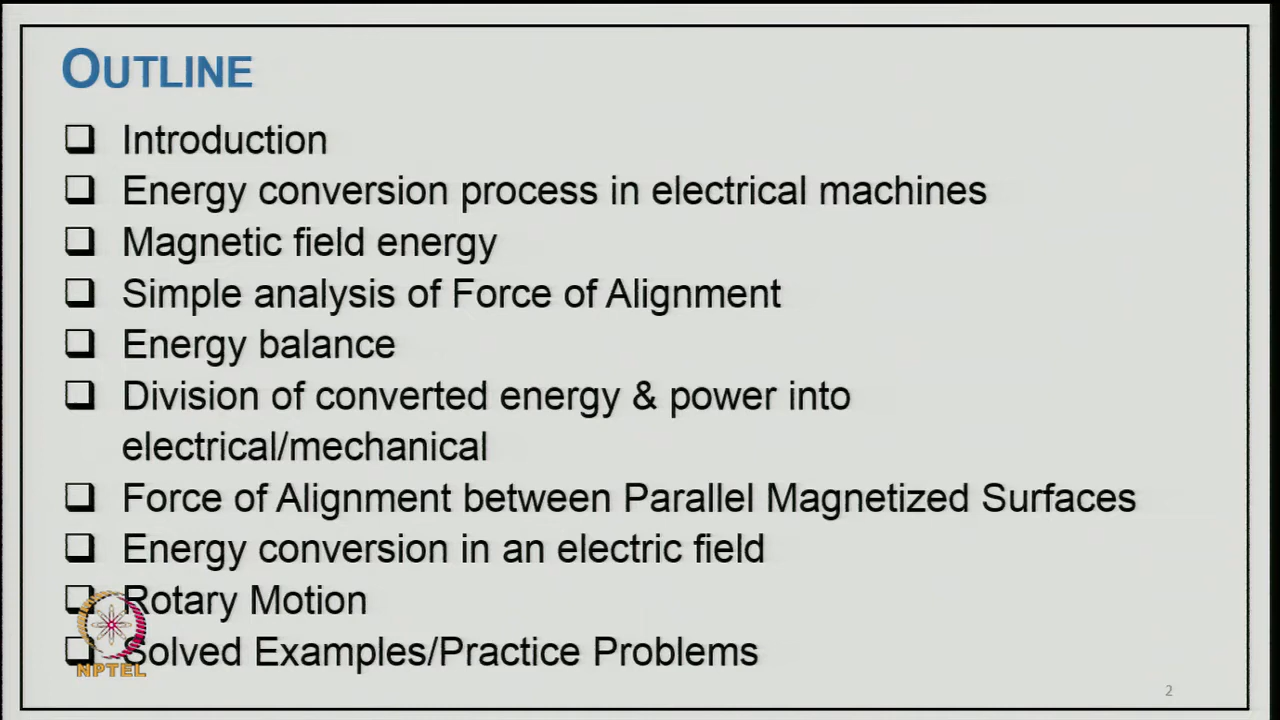 OUTLINE
Introduction
Energy conversion process in electrical machines
Magnetic field energy
Simple analysis of Force of Alignment
Energy balance
Division of converted energy & power into
electrical/mechanical
Force of Alignment between Parallel Magnetized Surfaces
Energy conversion in an electric field
Rotary Motion
Solved Examples/Practice Problems
NPTEL
2